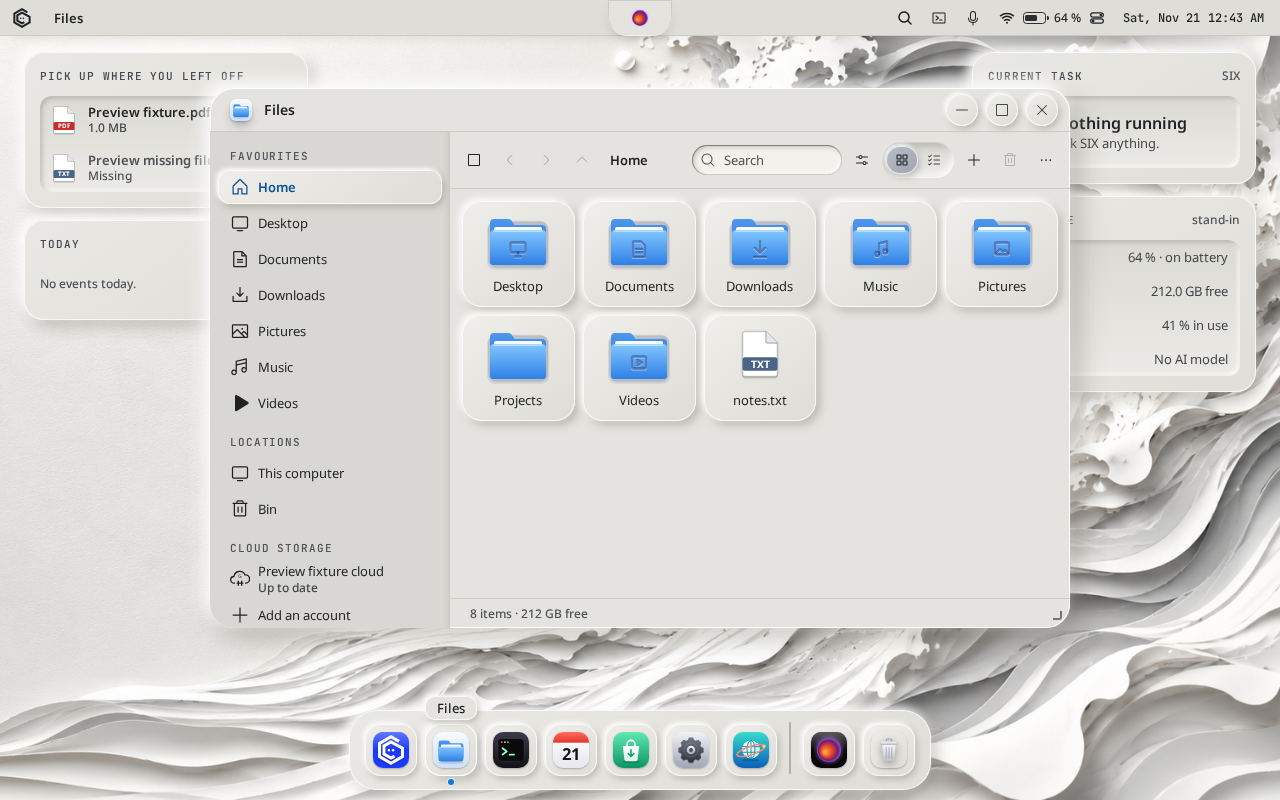 Files
64 %
Sat, Nov 21 12:43 AM
PICK UP WHERE YOU LEFT OFF
Preview fixture.pdf
PDF
1.0 MB
Preview missing
TXT
Missing
TODAY
No events today.
CURRENT TASK
SIX
SIX anything.
running
stand-in
64 % · on battery
212.0 GB free
41 % in use
No AI model
Files
FAVOURITES
Home
Desktop
Documents
Downloads
Pictures
Music
Videos
LOCATIONS
This computer
Bin
CLOUD STORAGE
Preview fixture cloud
Up to date
Add an account
Home
Search
Desktop
Documents
Downloads
Music
Pictures
Projects
Videos
TXT
notes.txt
8 items · 212 GB free
Files
21